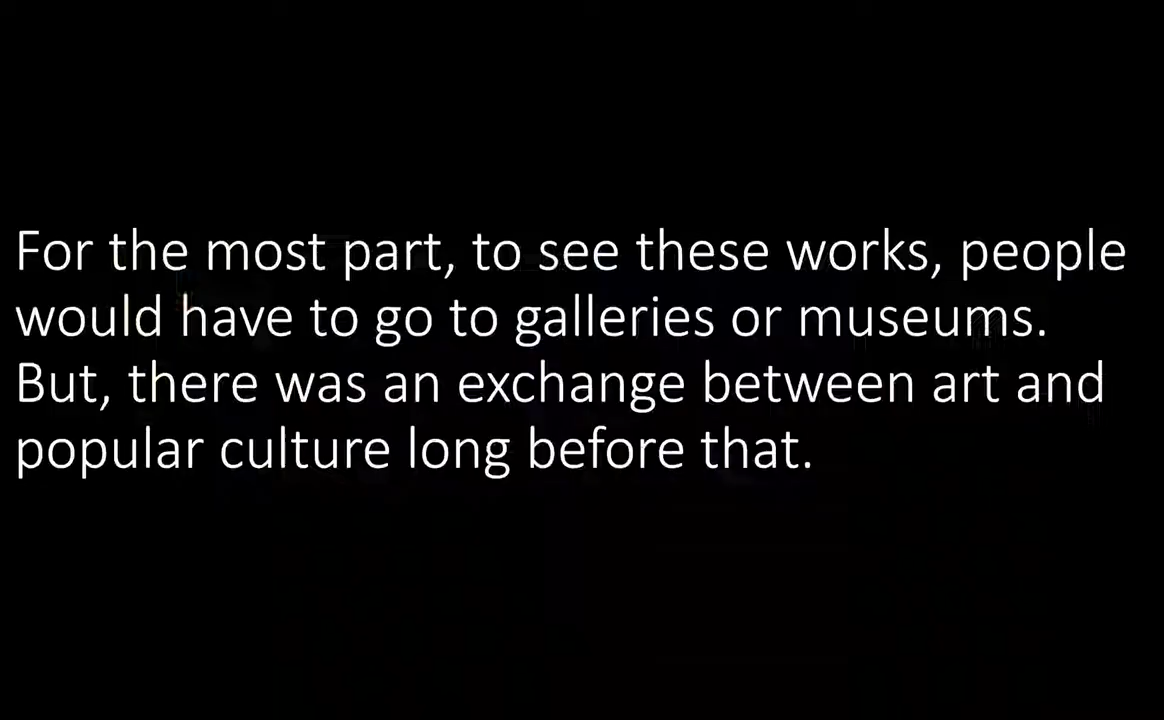 For the most part, to see these works, people
would have to go to galleries or museums.
But, there was an exchange between art and
popular culture long before that.